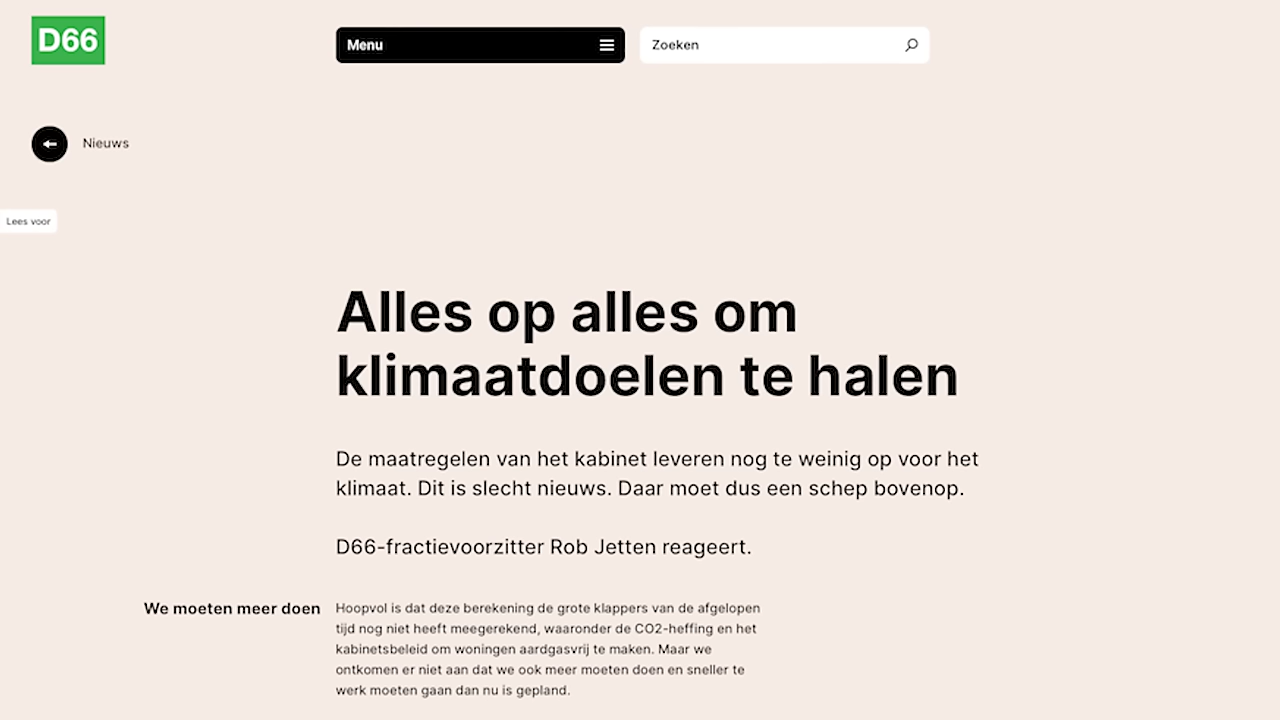 D66
Menu
Zoeken
Nieuws
Lees voor
Alles op alles om
klimaatdoelen te halen
De maatregelen van het kabinet leveren nog te weinig op voor het
klimaat. Dit is slecht nieuws. Daar moet dus een schep bovenop.
D66-fractievoorzitter Rob Jetten reageert.
We moeten meer doen
Hoopvol is dat deze berekening de grote klappers van de afgelopen
tijd nog niet heeft meegerekend, waaronder de CO2-heffing en het
kabinetsbeleid om woningen aardgasvrij te maken. Maar we
ontkomen er niet aan dat we ook meer moeten doen en sneller te
werk moeten gaan dan nu is gepland.